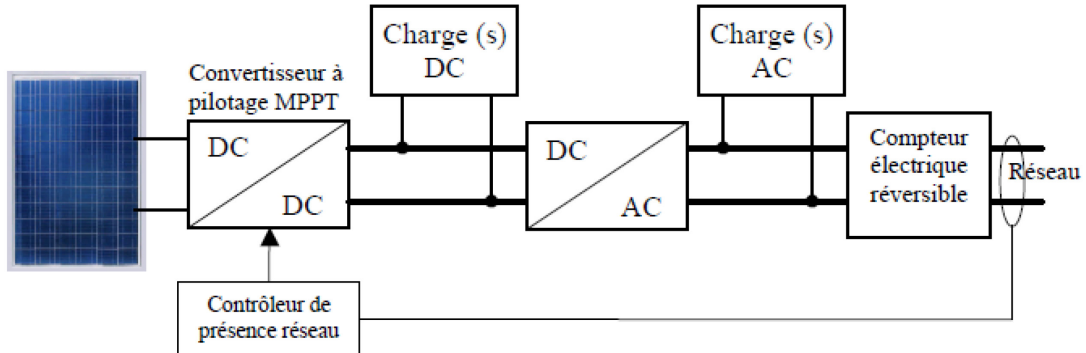 Charge (s)
DC
Charge (s)
AC
Convertisseur à
pilotage MPPT
DC
DC
DC
AC
Compteur
électrique
réversible
Réseau
Contrôleur de
présence réseau